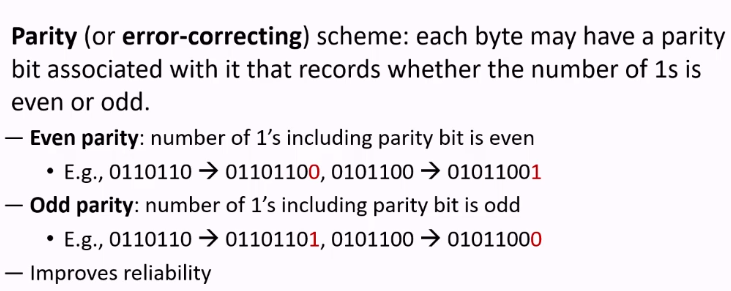 Parity (or error-correcting) scheme: each byte may have a parity
bit associated with it that records whether the number of 1s is
even or odd.
— Even parity: number of 1’s including parity bit is even
• E.g., 0110110 → 01101100, 0101100 → 01011001
— Odd parity: number of 1’s including parity bit is odd
• E.g., 0110110 → 01101101, 0101100 → 01011000
— Improves reliability